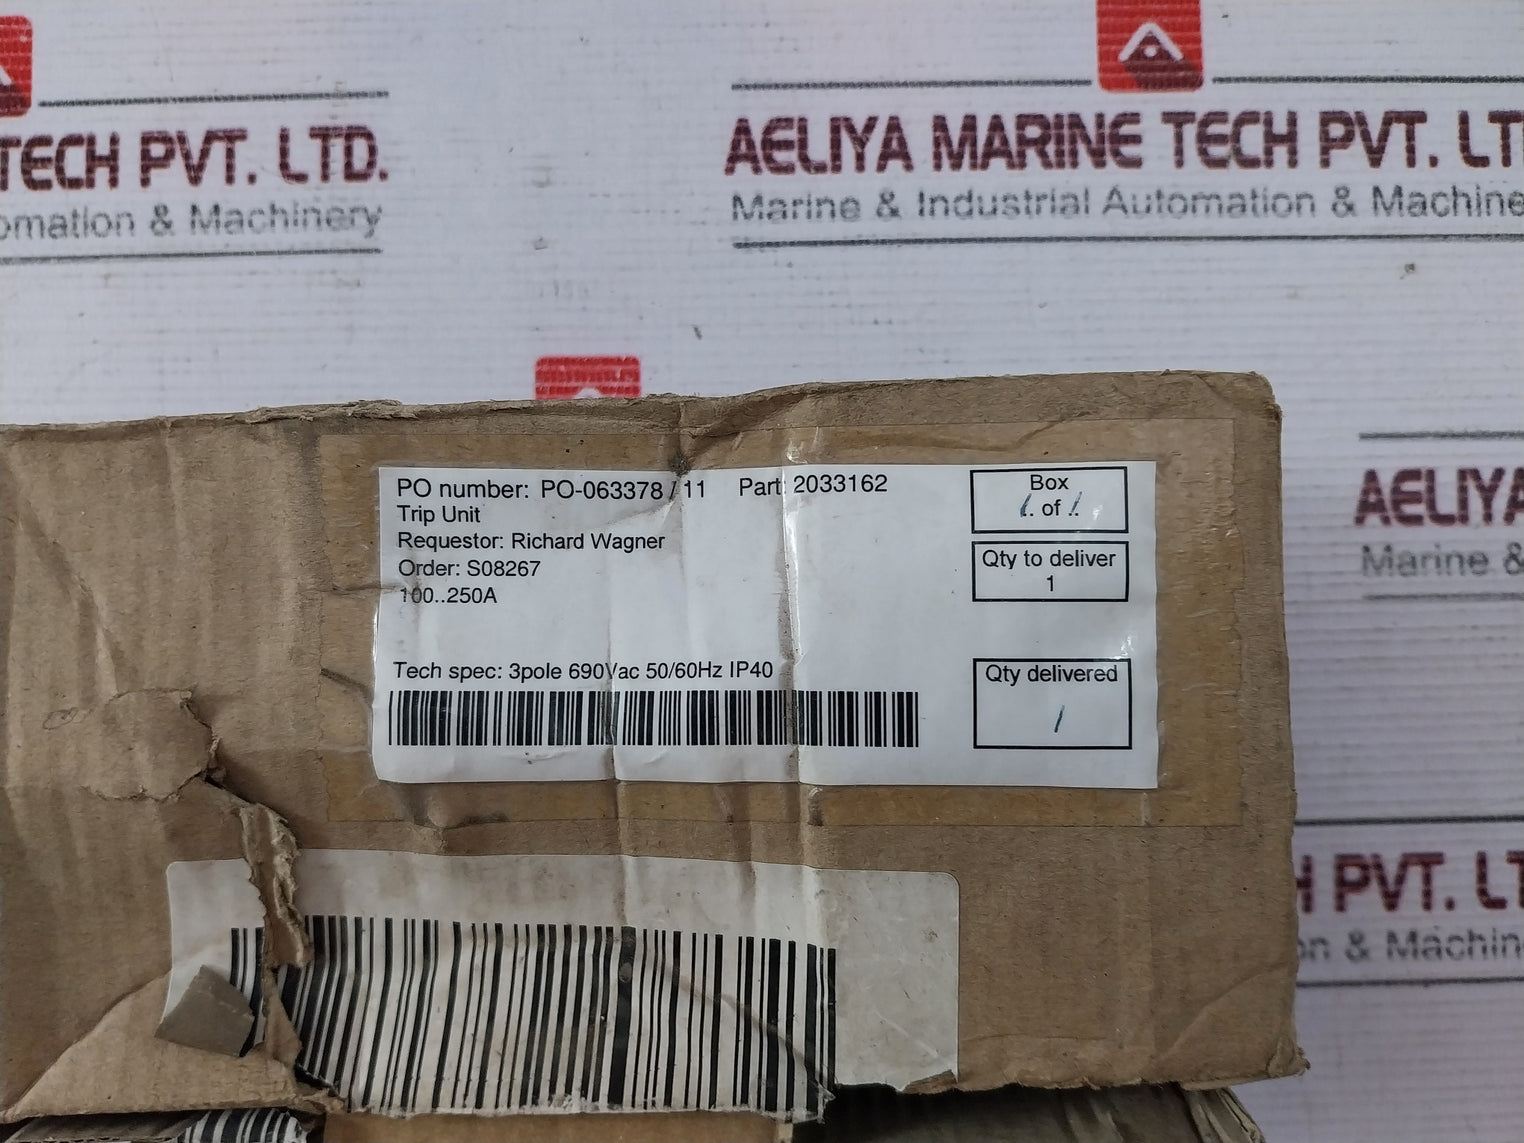 TECH PVT. LTD.
omation & Machinery
AELIYA MARINE TECH PVT. LT
Marine & Industrial Automation & Machine
PO number: PO-063378 / 11 Part: 2033162
Trip Unit
Requestor: Richard Wagner
Order: S08267
100..250A
Tech spec: 3pole 690Vac 50/60Hz IP40
Box
1. of 1.
Qty to deliver
1
Qty delivered
1
AELIYA
Marine &
H PVT. LT
on & Machin